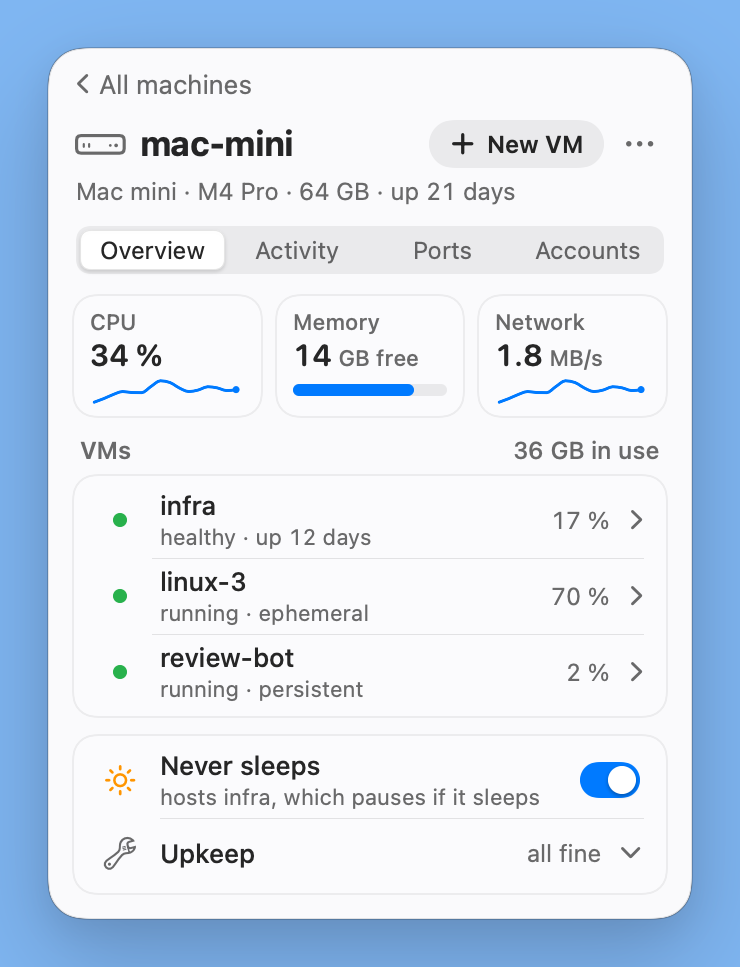 All machines
mac-mini
New VM
Mac mini · M4 Pro · 64 GB · up 21 days
Overview
Activity
Ports
Accounts
CPU
34 %
Memory
14 GB free
Network
1.8 MB/s
VMs
36 GB in use
infra
healthy · up 12 days
17 %
linux-3
running · ephemeral
70 %
review-bot
running · persistent
2 %
Never sleeps
hosts infra, which pauses if it sleeps
Upkeep
all fine